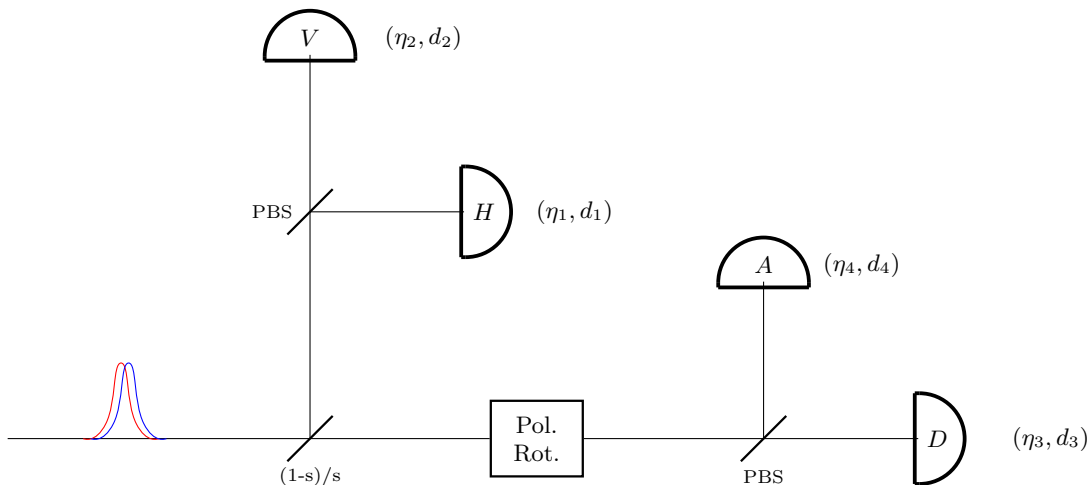 V (η₂, d₂)
PBS H (η₁, d₁)
A (η₄, d₄)
Pol.
Rot.
D (η₃, d₃)
(1-s)/s
PBS